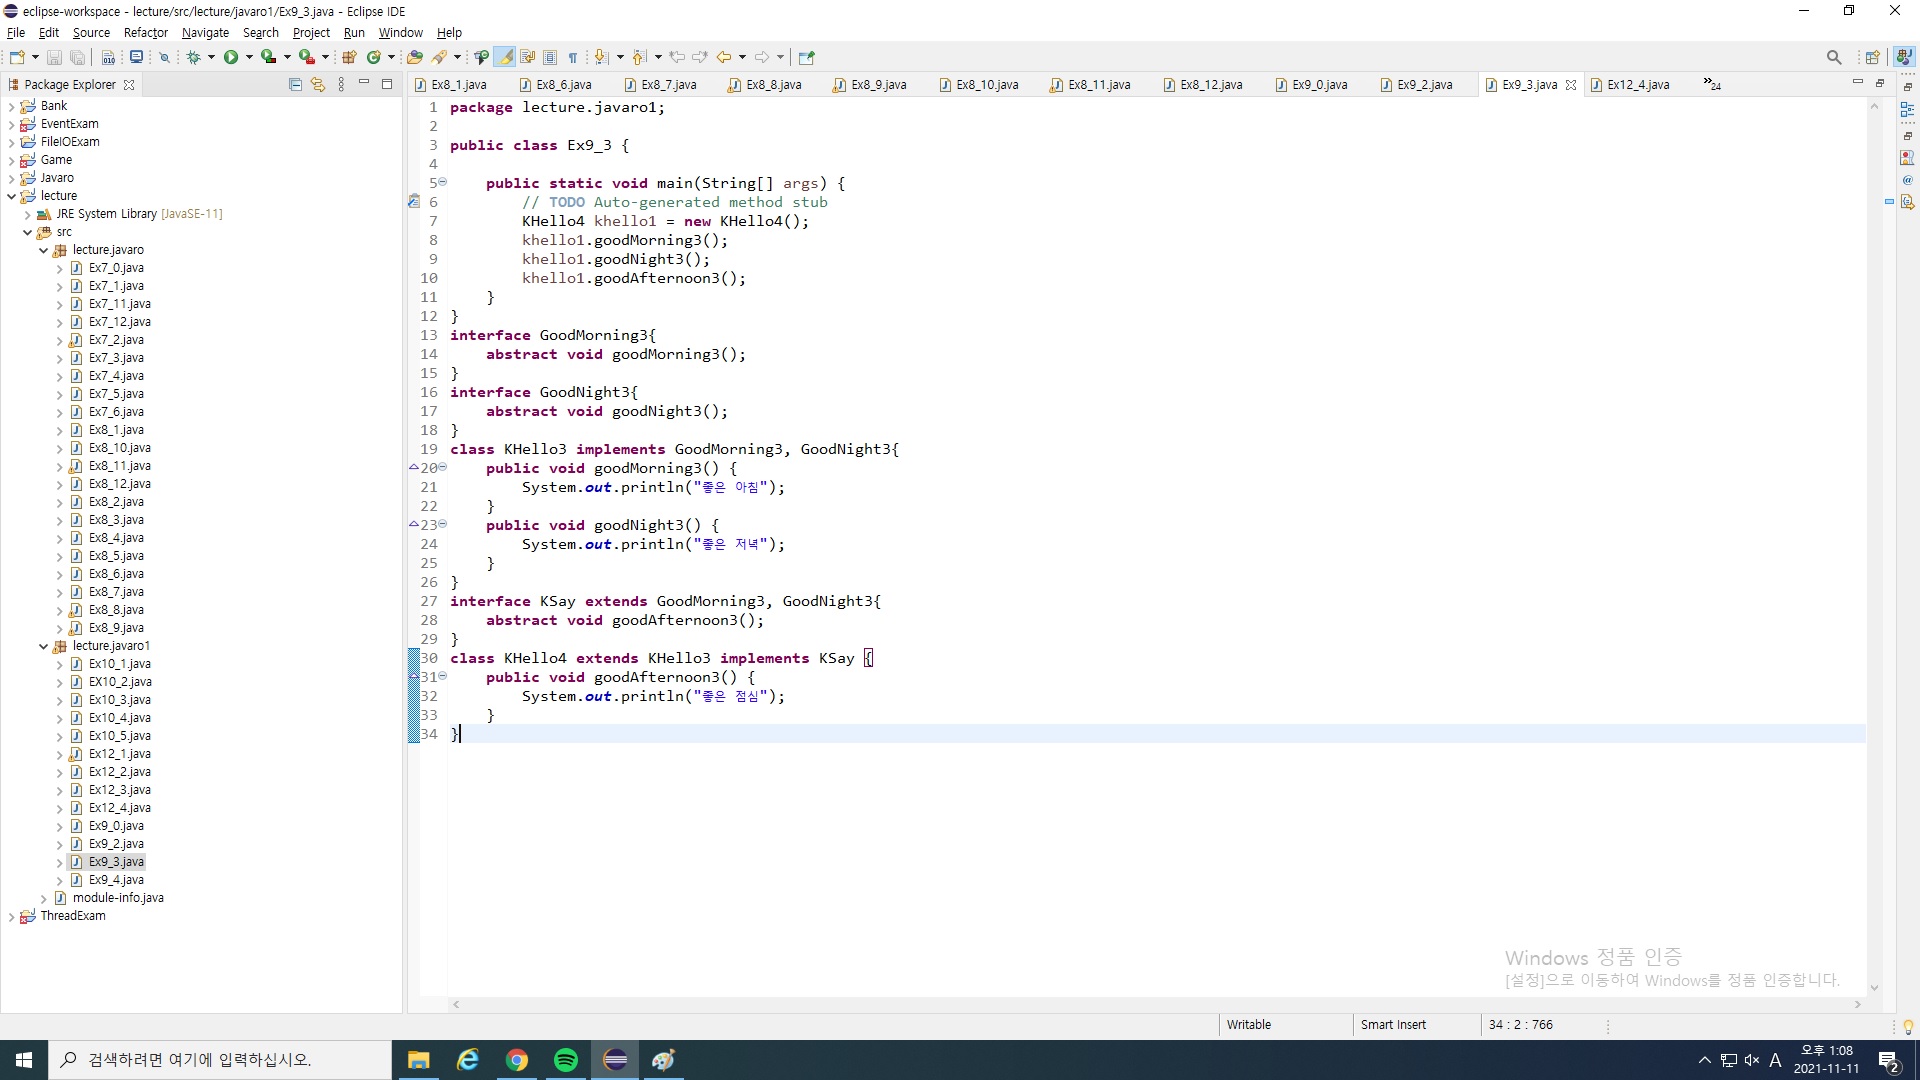 eclipse-workspace - lecture/src/lecture/javaro1/Ex9_3.java - Eclipse IDE
File Edit Source Refactor Navigate Search Project Run Window Help
Package Explorer
Bank
EventExam
FileIOExam
Game
Javaro
lecture
JRE System Library [JavaSE-11]
src
lecture.javaro
Ex7_0.java
Ex7_1.java
Ex7_11.java
Ex7_12.java
Ex7_2.java
Ex7_3.java
Ex7_4.java
Ex7_5.java
Ex7_6.java
Ex8_1.java
Ex8_10.java
Ex8_11.java
Ex8_12.java
Ex8_2.java
Ex8_3.java
Ex8_4.java
Ex8_5.java
Ex8_6.java
Ex8_7.java
Ex8_8.java
Ex8_9.java
lecture.javaro1
Ex10_1.java
EX10_2.java
Ex10_3.java
Ex10_4.java
Ex10_5.java
Ex12_1.java
Ex12_2.java
Ex12_3.java
Ex12_4.java
Ex9_0.java
Ex9_2.java
Ex9_3.java
Ex9_4.java
module-info.java
ThreadExam
Ex8_1.java Ex8_6.java Ex8_7.java Ex8_8.java Ex8_9.java Ex8_10.java Ex8_11.java Ex8_12.java Ex9_0.java Ex9_2.java Ex9_3.java Ex12_4.java »24
1 package lecture.javaro1;
2
3 public class Ex9_3 {
4
5 public static void main(String[] args) {
6 // TODO Auto-generated method stub
7 KHello4 khello1 = new KHello4();
8 khello1.goodMorning3();
9 khello1.goodNight3();
10 khello1.goodAfternoon3();
11 }
12 }
13 interface GoodMorning3{
14 abstract void goodMorning3();
15 }
16 interface GoodNight3{
17 abstract void goodNight3();
18 }
19 class KHello3 implements GoodMorning3, GoodNight3{
20 public void goodMorning3() {
21 System.out.println("좋은 아침");
22 }
23 public void goodNight3() {
24 System.out.println("좋은 저녁");
25 }
26 }
27 interface KSay extends GoodMorning3, GoodNight3{
28 abstract void goodAfternoon3();
29 }
30 class KHello4 extends KHello3 implements KSay {
31 public void goodAfternoon3() {
32 System.out.println("좋은 점심");
33 }
34 }
Windows 정품 인증
[설정]으로 이동하여 Windows를 정품 인증합니다.
Writable Smart Insert 34 : 2 : 766
검색하려면 여기에 입력하십시오.
A
오후 1:08
2021-11-11
2